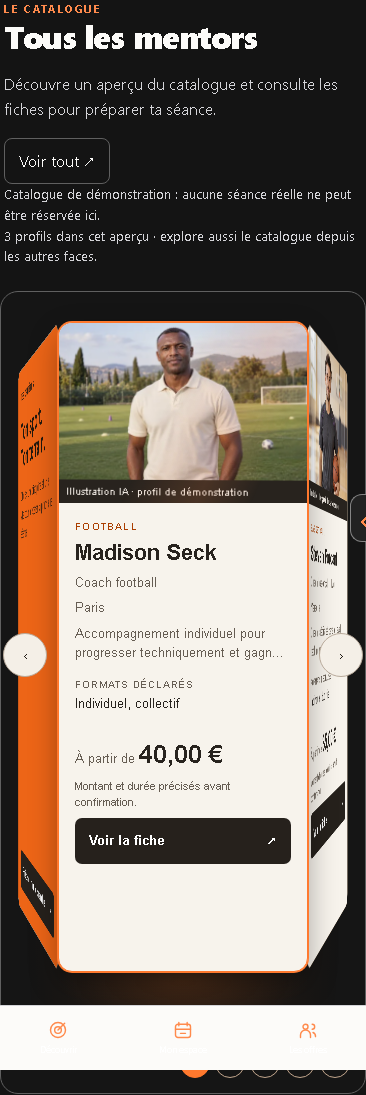 LE CATALOGUE
Tous les mentors
Découvre un aperçu du catalogue et consulte les
fiches pour préparer ta séance.
Voir tout ↗
Catalogue de démonstration : aucune séance réelle ne peut
être réservée ici.
3 profils dans cet aperçu · explore aussi le catalogue depuis
les autres faces.
Illustration IA · profil de démonstration
FOOTBALL
Madison Seck
Coach football
Paris
Accompagnement individuel pour
progresser techniquement et gagn...
FORMATS DÉCLARÉS
Individuel, collectif
À partir de 40,00 €
Montant et durée précisés avant
confirmation.
Voir la fiche ↗